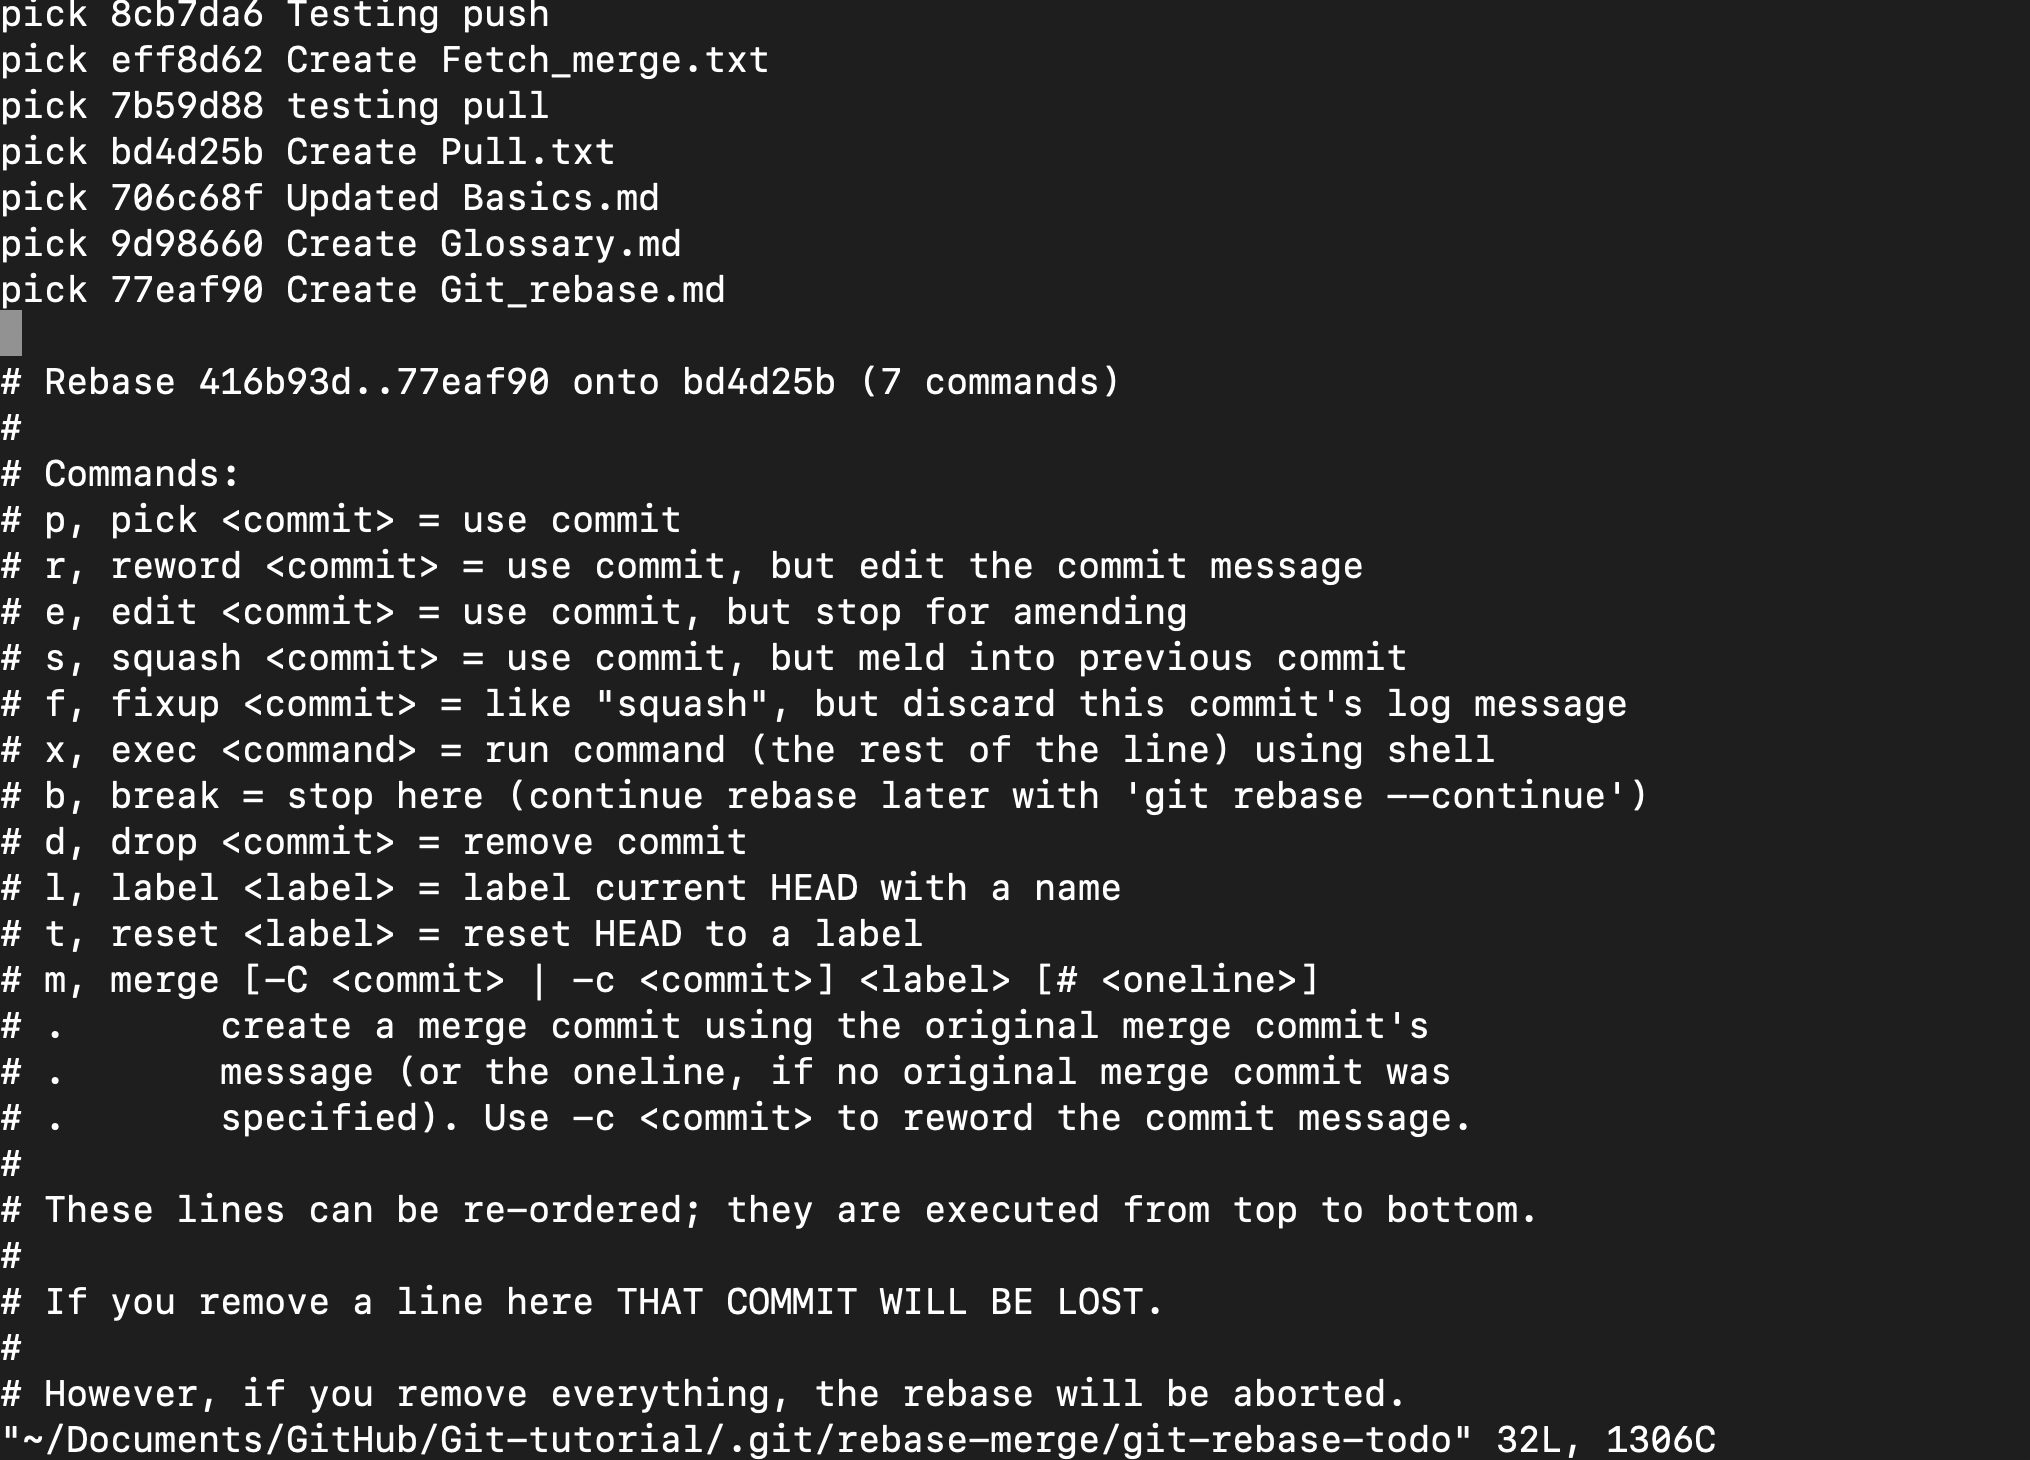 pick 8cb7da6 Testing push
pick eff8d62 Create Fetch_merge.txt
pick 7b59d88 testing pull
pick bd4d25b Create Pull.txt
pick 706c68f Updated Basics.md
pick 9d98660 Create Glossary.md
pick 77eaf90 Create Git_rebase.md
# Rebase 416b93d..77eaf90 onto bd4d25b (7 commands)
#
# Commands:
# p, pick <commit> = use commit
# r, reword <commit> = use commit, but edit the commit message
# e, edit <commit> = use commit, but stop for amending
# s, squash <commit> = use commit, but meld into previous commit
# f, fixup <commit> = like "squash", but discard this commit's log message
# x, exec <command> = run command (the rest of the line) using shell
# b, break = stop here (continue rebase later with 'git rebase --continue')
# d, drop <commit> = remove commit
# l, label <label> = label current HEAD with a name
# t, reset <label> = reset HEAD to a label
# m, merge [-C <commit> | -c <commit>] <label> [# <oneline>]
# .       create a merge commit using the original merge commit's
# .       message (or the oneline, if no original merge commit was
# .       specified). Use -c <commit> to reword the commit message.
#
# These lines can be re-ordered; they are executed from top to bottom.
#
# If you remove a line here THAT COMMIT WILL BE LOST.
#
# However, if you remove everything, the rebase will be aborted.
"~/Documents/GitHub/Git-tutorial/.git/rebase-merge/git-rebase-todo" 32L, 1306C